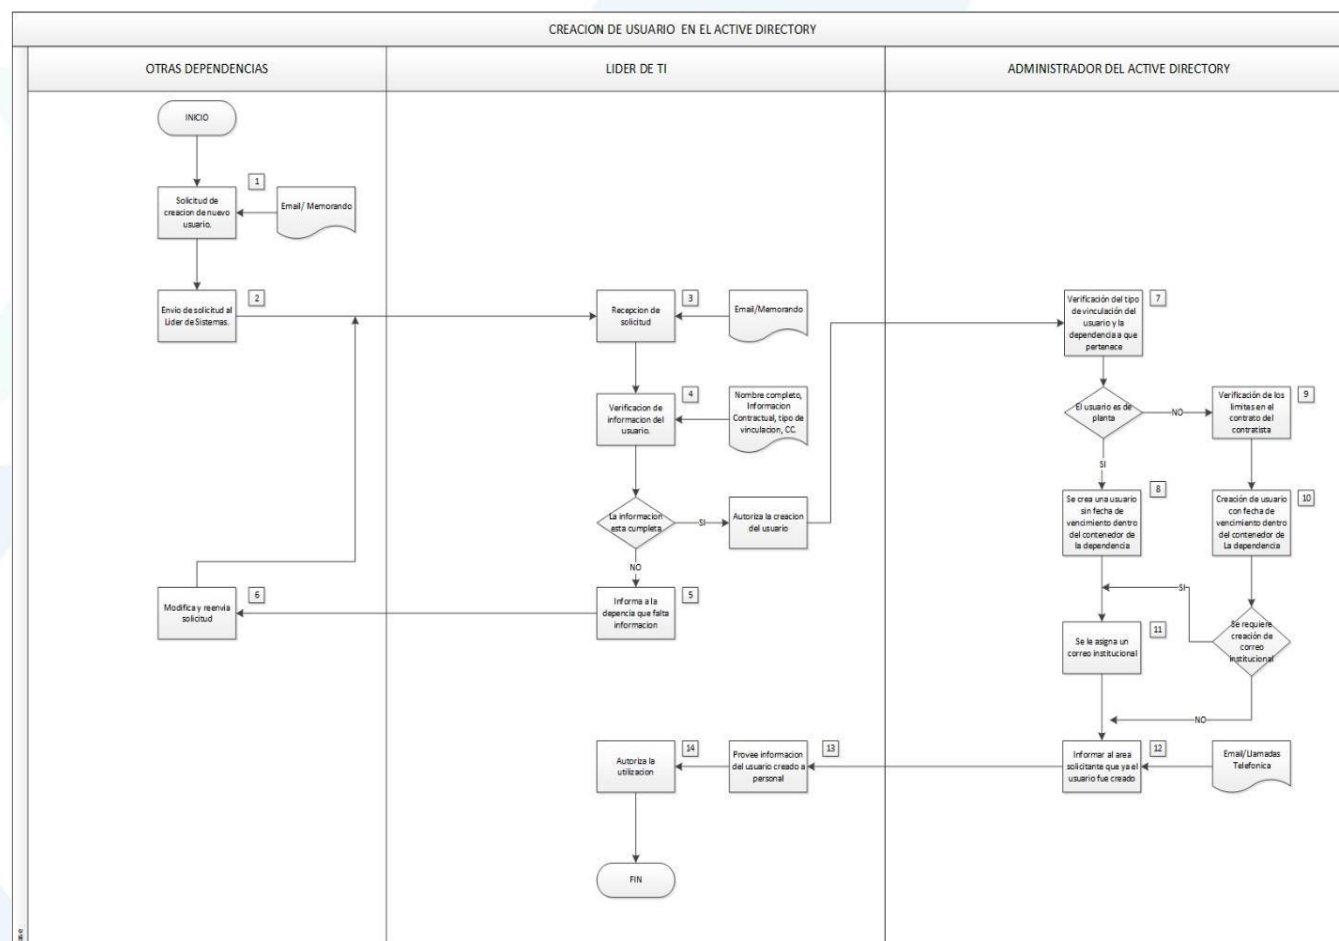 CREACION DE USUARIO EN EL ACTIVE DIRECTORY
OTRAS DEPENDENCIAS
LIDER DE TI
ADMINISTRADOR DEL ACTIVE DIRECTORY
INICIO
1
Solicitud de
creacion de nuevo
usuario.
Email/ Memorando
2
Envio de solicitud al
Lider de Sistemas.
3
Recepcion de
solicitud
Email/Memorando
4
Verificacion de
informacion del
usuario.
Nombre completo,
Informacion
Contractual, tipo de
vinculacion, CC.
La informacion
esta cumpleta
SI
Autoriza la creacion
del usuario
NO
5
Informa a la
depencia que falta
informacion
6
Modifica y reenvia
solicitud
7
Verificación del tipo
de vinculación del
usuario y la
dependencia a que
pertenece
El usuario es de
planta
NO
9
Verificación de los
limites en el
contrato del
contratista
SI
8
Se crea una usuario
sin fecha de
vencimiento dentro
del contenedor de
la dependencia
10
Creación de usuario
con fecha de
vencimiento dentro
del contenedor de
La dependencia
SI
Se requiere
creación de
correo
institucional
11
Se le asigna un
correo institucional
NO
12
Informar al area
solicitante que ya el
usuario fue creado
Email/Llamadas
Telefonica
13
Provee informacion
del usuario creado a
personal
14
Autoriza la
utilizacion
FIN